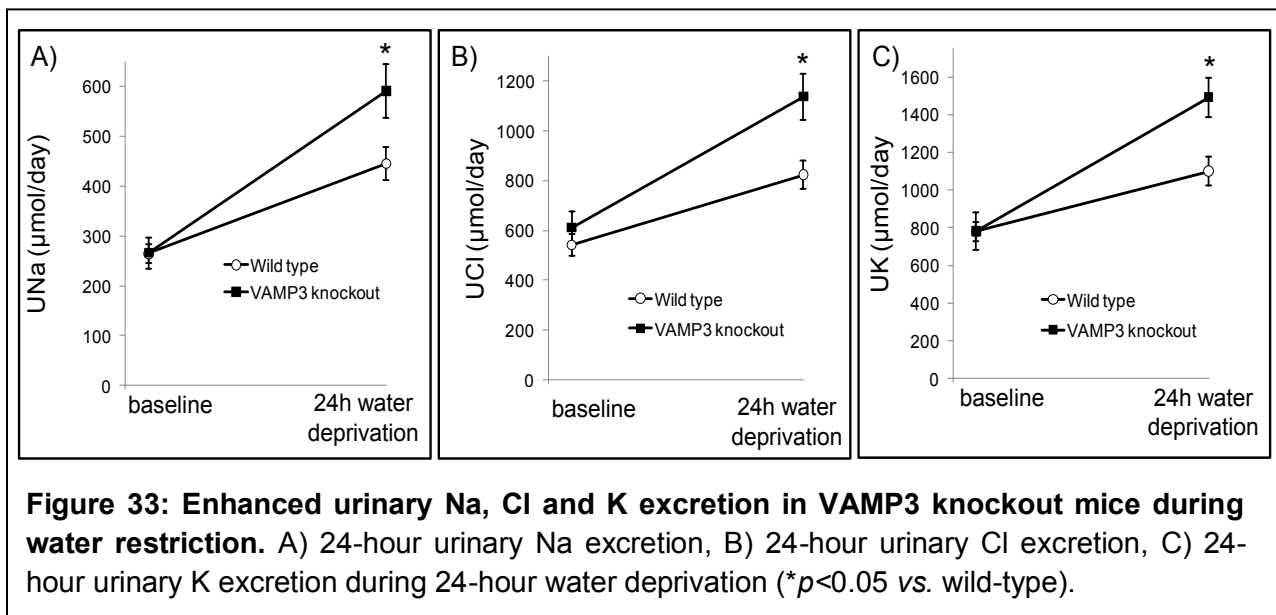 A)
*
UNa (µmol/day)
600
500
400
300
200
100
0
Wild type
VAMP3 knockout
baseline
24h water
deprivation
B)
*
UCl (µmol/day)
1200
1000
800
600
400
200
0
Wild type
VAMP3 knockout
baseline
24h water
deprivation
C)
*
UK (µmol/day)
1600
1400
1200
1000
800
600
400
200
0
Wild type
VAMP3 knockout
baseline
24h water
deprivation
Figure 33: Enhanced urinary Na, Cl and K excretion in VAMP3 knockout mice during
water restriction. A) 24-hour urinary Na excretion, B) 24-hour urinary Cl excretion, C) 24-
hour urinary K excretion during 24-hour water deprivation (*p<0.05 vs. wild-type).